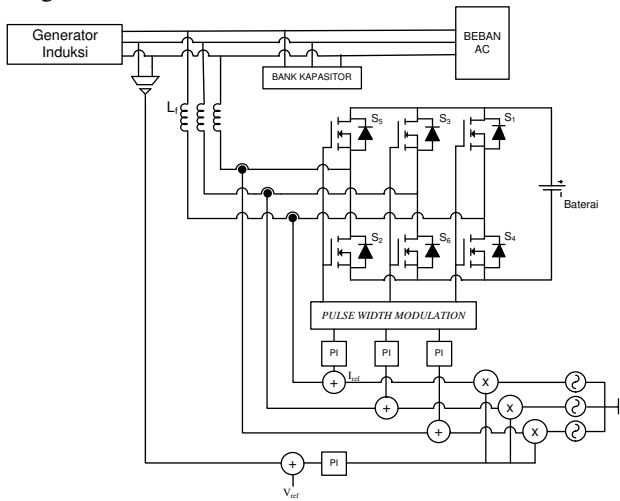 Generator
Induksi
BEBAN
AC
BANK KAPASITOR
Lf
S5
S3
S1
Baterai
S2
S6
S4
PULSE WIDTH MODULATION
PI
PI
PI
+
Iref
X
+
X
+
X
+
PI
Vref